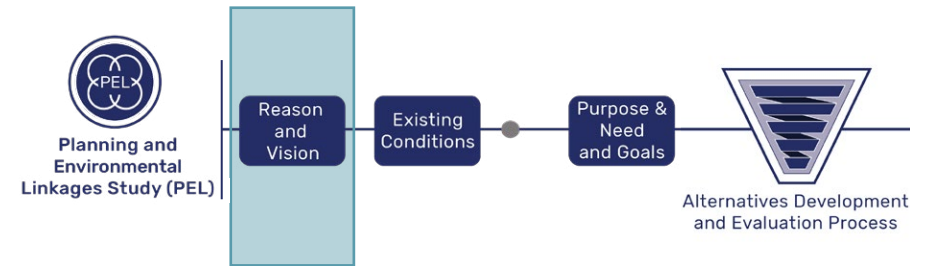 PEL
Planning and
Environmental
Linkages Study (PEL)
Reason
and
Vision
Existing
Conditions
Purpose &
Need
and Goals
Alternatives Development
and Evaluation Process